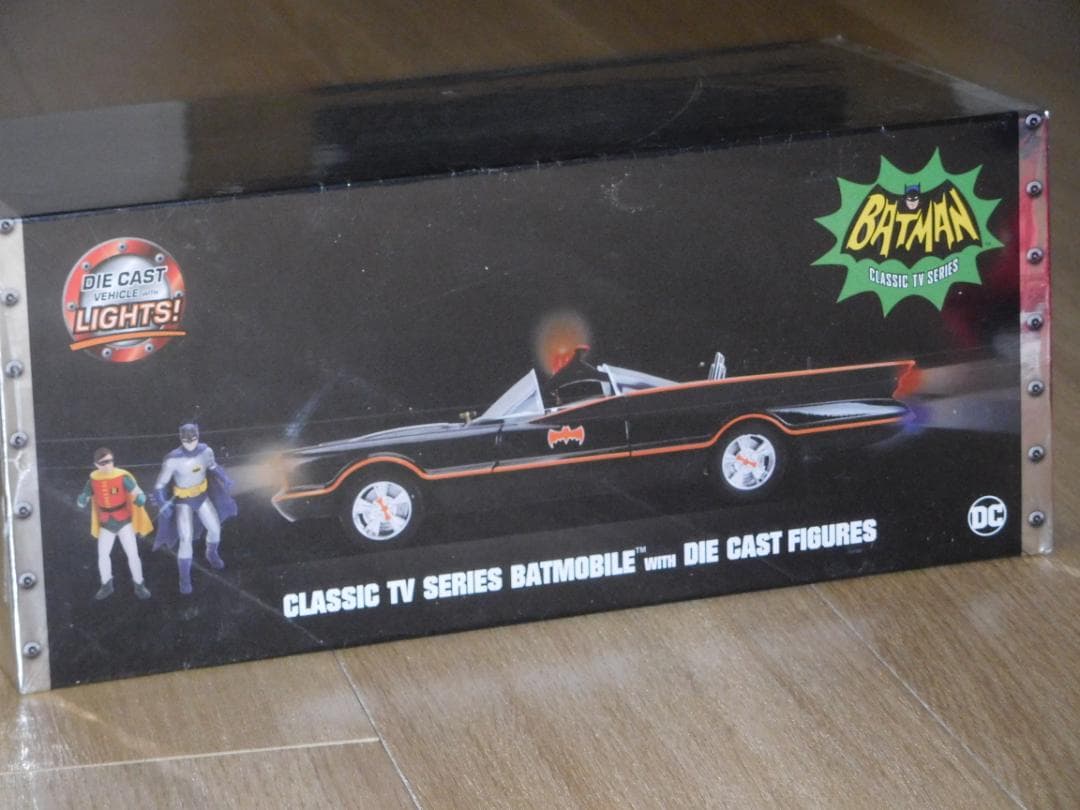 DIE CAST
VEHICLE WITH
LIGHTS!
BATMAN
CLASSIC TV SERIES
DC
CLASSIC TV SERIES BATMOBILE™ WITH DIE CAST FIGURES